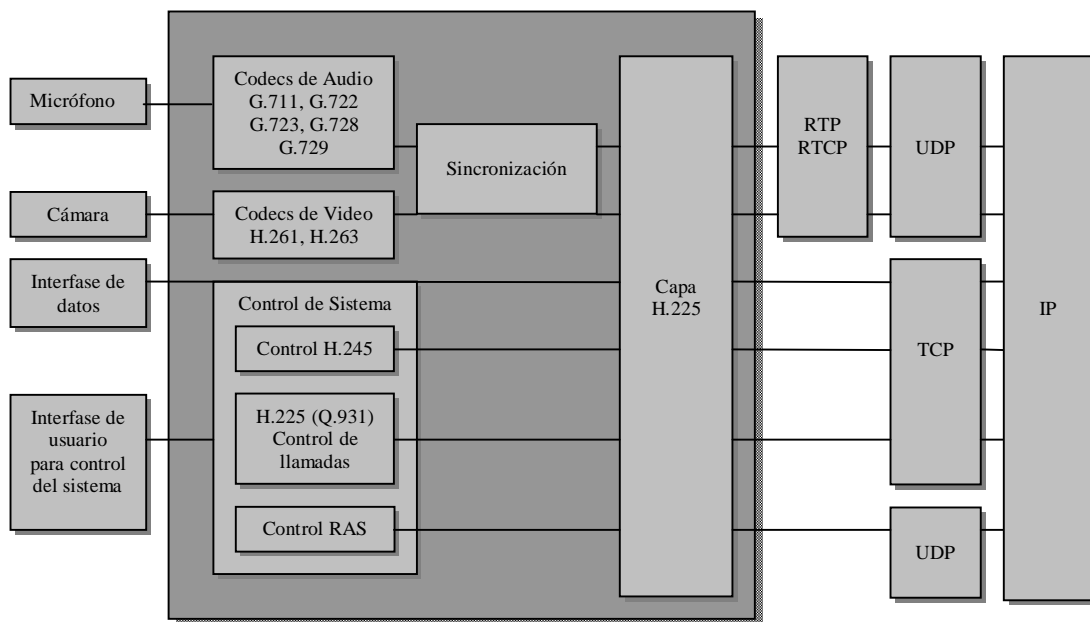 Micrófono
Codecs de Audio
G.711, G.722
G.723, G.728
G.729
Sincronización
Cámara
Codecs de Video
H.261, H.263
Interfase de
datos
Control de Sistema
Control H.245
Interfase de
usuario
para control
del sistema
H.225 (Q.931)
Control de
llamadas
Control RAS
Capa
H.225
RTP
RTCP
UDP
TCP
UDP
IP